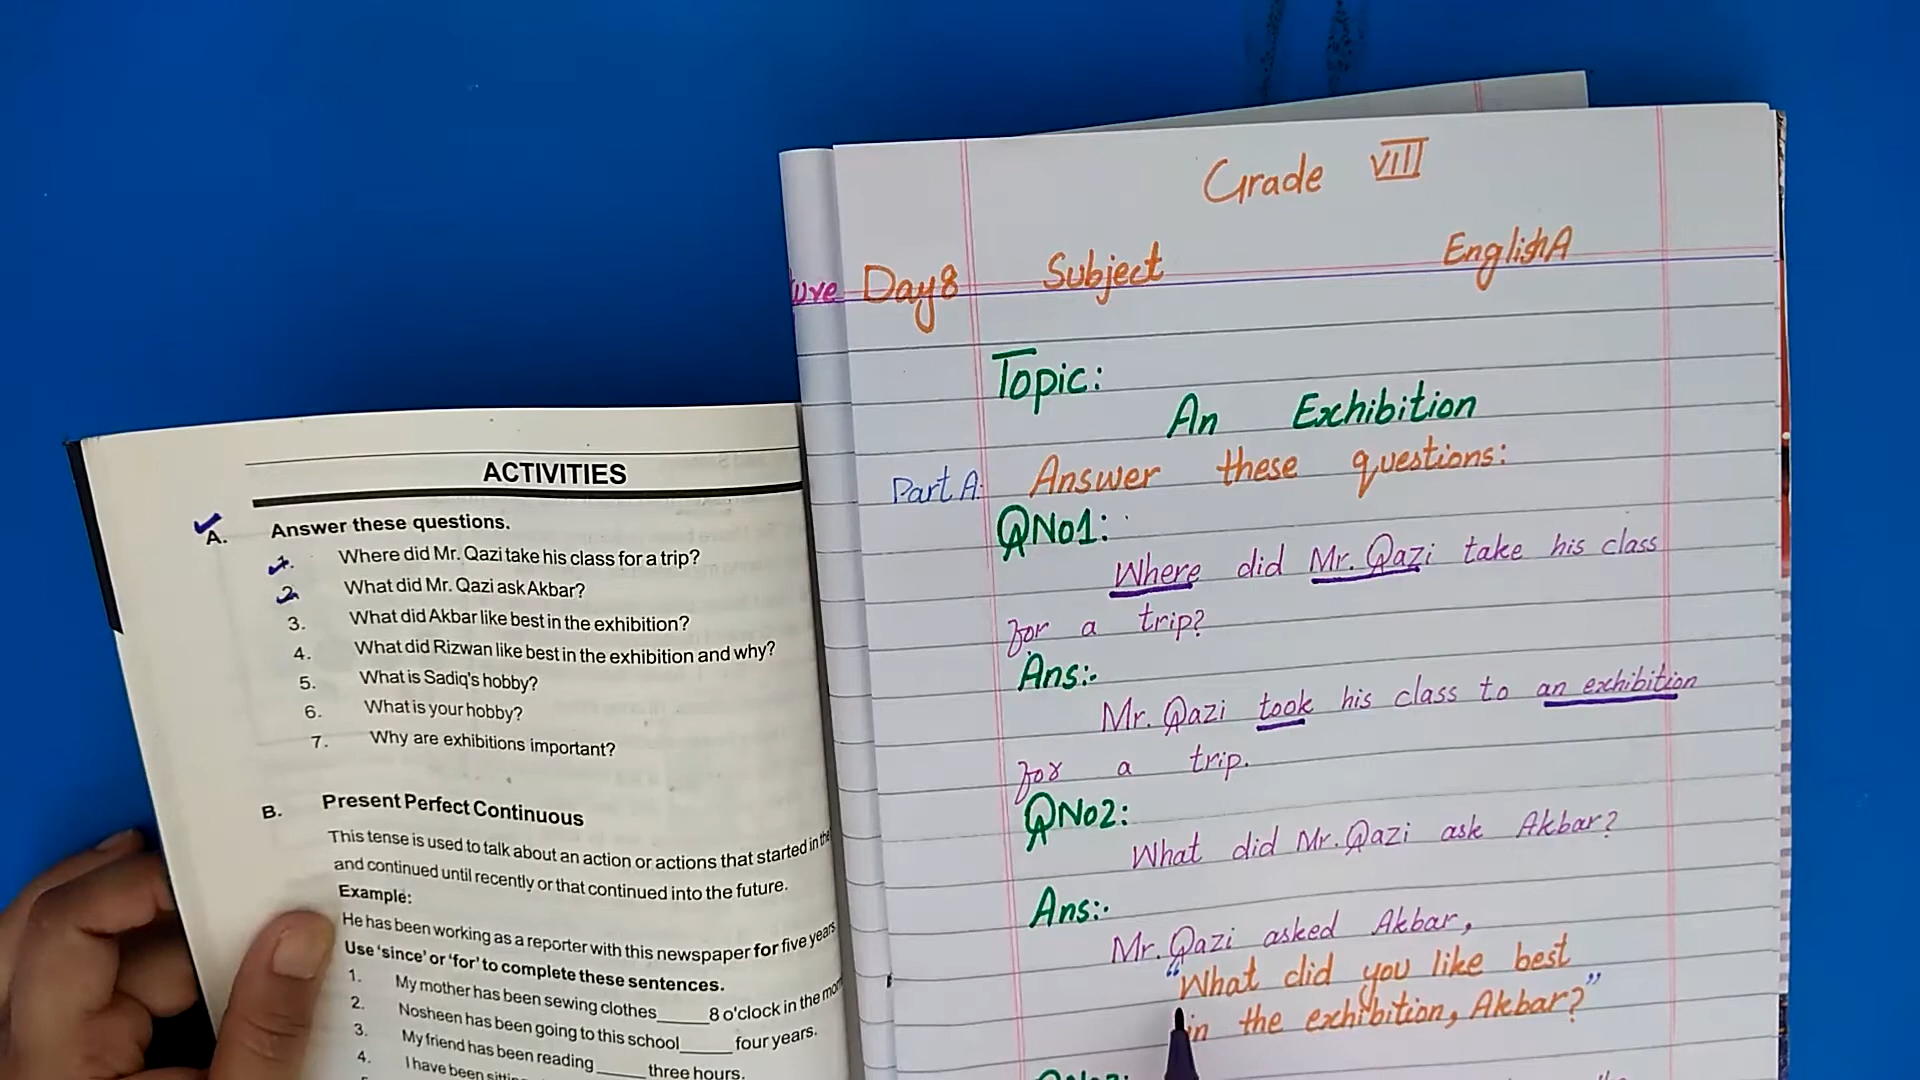 ACTIVITIES
A. Answer these questions.
1. Where did Mr. Qazi take his class for a trip?
2. What did Mr. Qazi ask Akbar?
3. What did Akbar like best in the exhibition?
4. What did Rizwan like best in the exhibition and why?
5. What is Sadiq's hobby?
6. What is your hobby?
7. Why are exhibitions important?
B. Present Perfect Continuous
This tense is used to talk about an action or actions that started in the
and continued until recently or that continued into the future.
Example:
He has been working as a reporter with this newspaper for five years
Use 'since' or 'for' to complete these sentences.
1. My mother has been sewing clothes_____8 o'clock in the
2. Nosheen has been going to this school_____ four years.
3. My friend has been reading _____three hours.
4. I have been
Grade VIII
Day 8 Subject English A
Topic:
An Exhibition
Part A: Answer these questions:
QNo1:
Where did Mr. Qazi take his class
for a trip?
Ans:-
Mr. Qazi took his class to an exhibition
for a trip.
QNo2:
What did Mr. Qazi ask Akbar?
Ans:-
Mr. Qazi asked Akbar,
"What did you like best
in the exhibition, Akbar?"